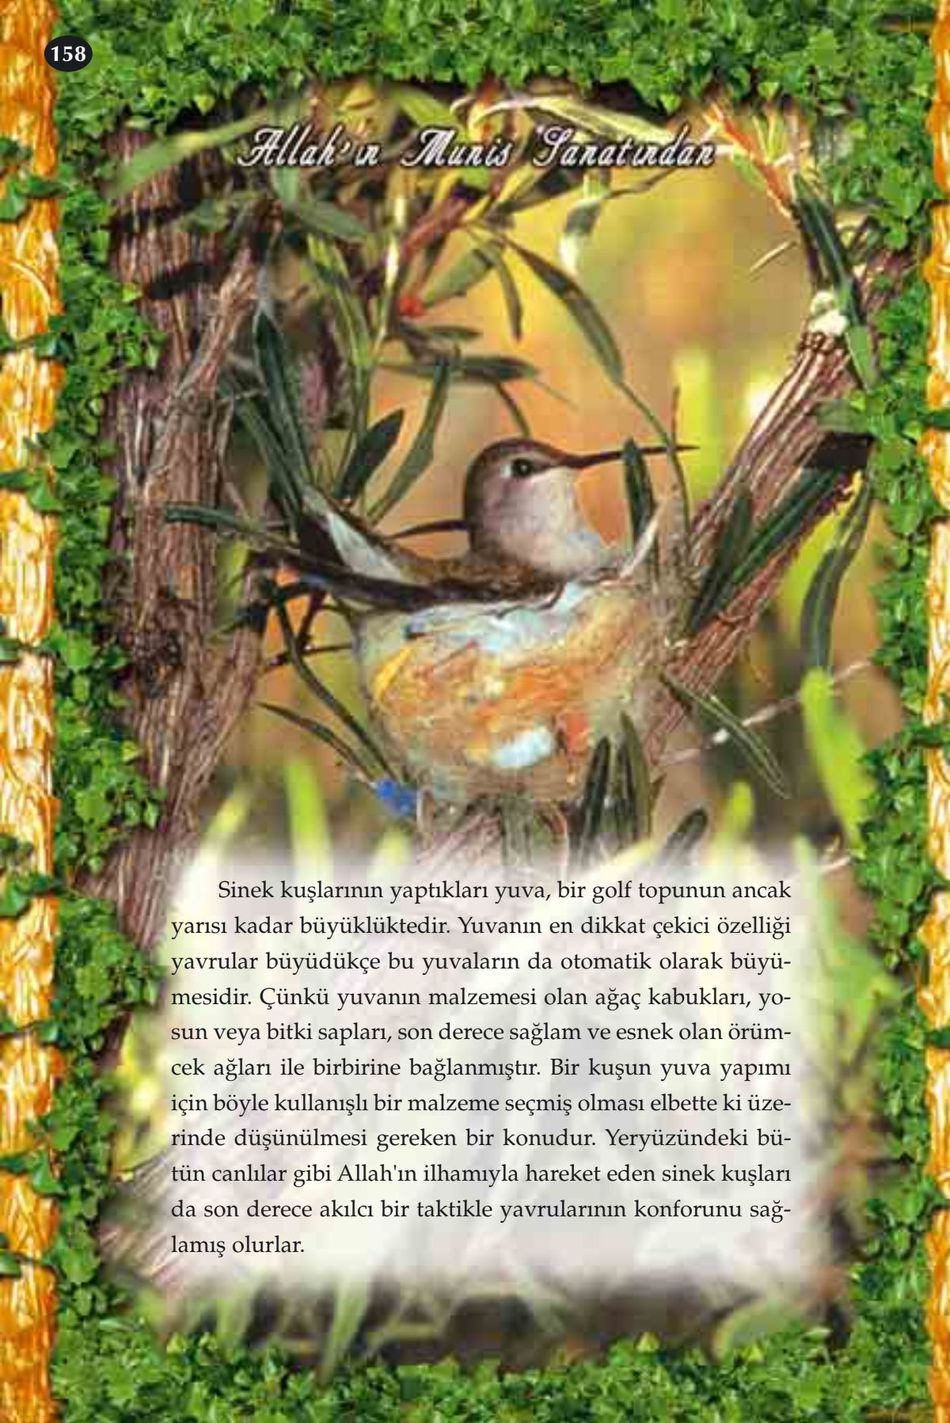 158
Allah'ın Munis Sanatından
Sinek kuşlarının yaptıkları yuva, bir golf topunun ancak
yarısı kadar büyüklüktedir. Yuvanın en dikkat çekici özelliği
yavrular büyüdükçe bu yuvaların da otomatik olarak büyü-
mesidir. Çünkü yuvanın malzemesi olan ağaç kabukları, yo-
sun veya bitki sapları, son derece sağlam ve esnek olan örüm-
cek ağları ile birbirine bağlanmıştır. Bir kuşun yuva yapımı
için böyle kullanışlı bir malzeme seçmiş olması elbette ki üze-
rinde düşünülmesi gereken bir konudur. Yeryüzündeki bü-
tün canlılar gibi Allah'ın ilhamıyla hareket eden sinek kuşları
da son derece akılcı bir taktikle yavrularının konforunu sağ-
lamış olurlar.